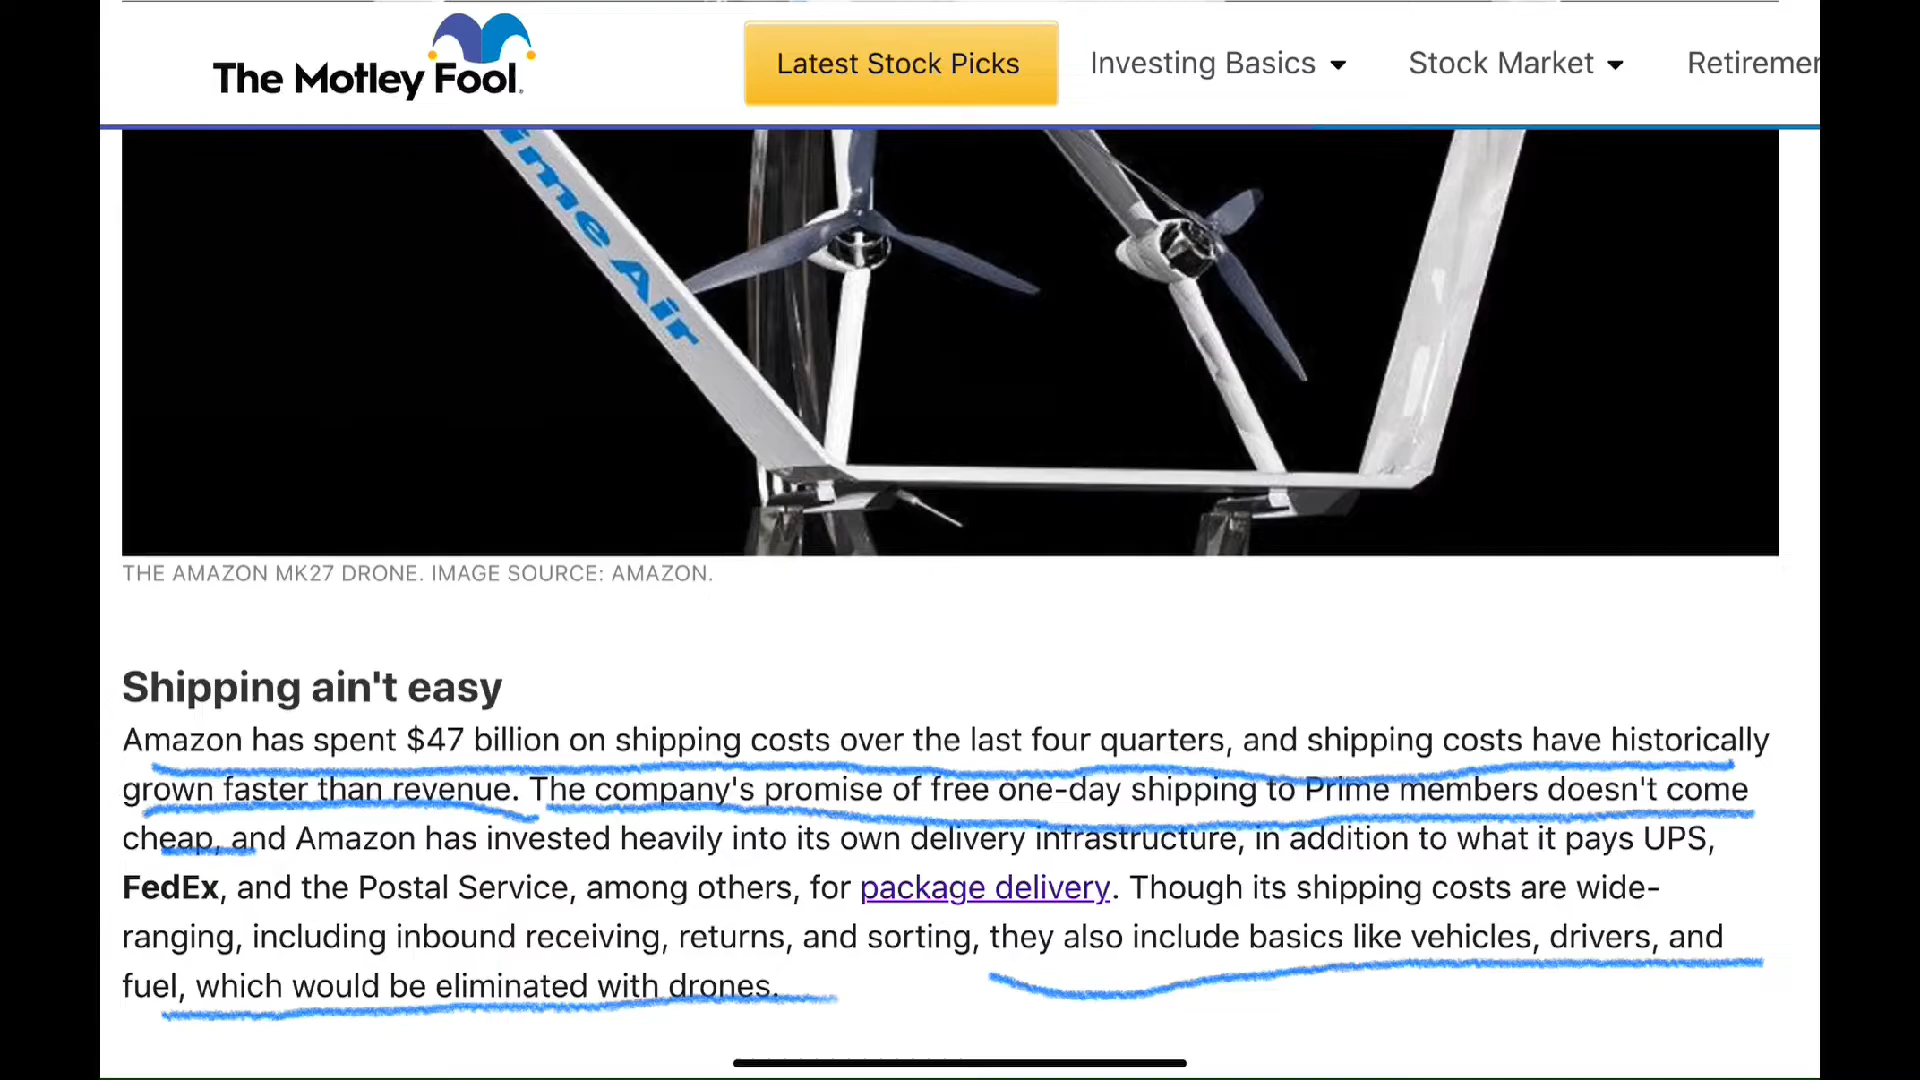 The Motley Fool
Latest Stock Picks
Investing Basics
Stock Market
ime Air
THE AMAZON MK27 DRONE. IMAGE SOURCE: AMAZON.
Shipping ain't easy
Amazon has spent $47 billion on shipping costs over the last four quarters, and shipping costs have historically
grown faster than revenue. The company's promise of free one-day shipping to Prime members doesn't come
cheap, and Amazon has invested heavily into its own delivery infrastructure, in addition to what it pays UPS,
FedEx, and the Postal Service, among others, for package delivery. Though its shipping costs are wide-
ranging, including inbound receiving, returns, and sorting, they also include basics like vehicles, drivers, and
fuel, which would be eliminated with drones.